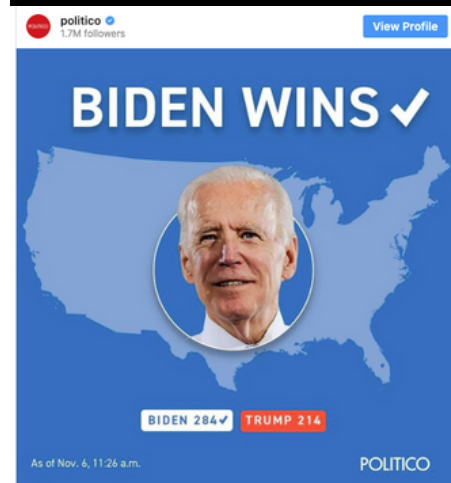 POLITICO
politico
1.7M followers
View Profile
BIDEN WINS ✓
BIDEN 284✓ TRUMP 214
As of Nov. 6, 11:26 a.m.
POLITICO